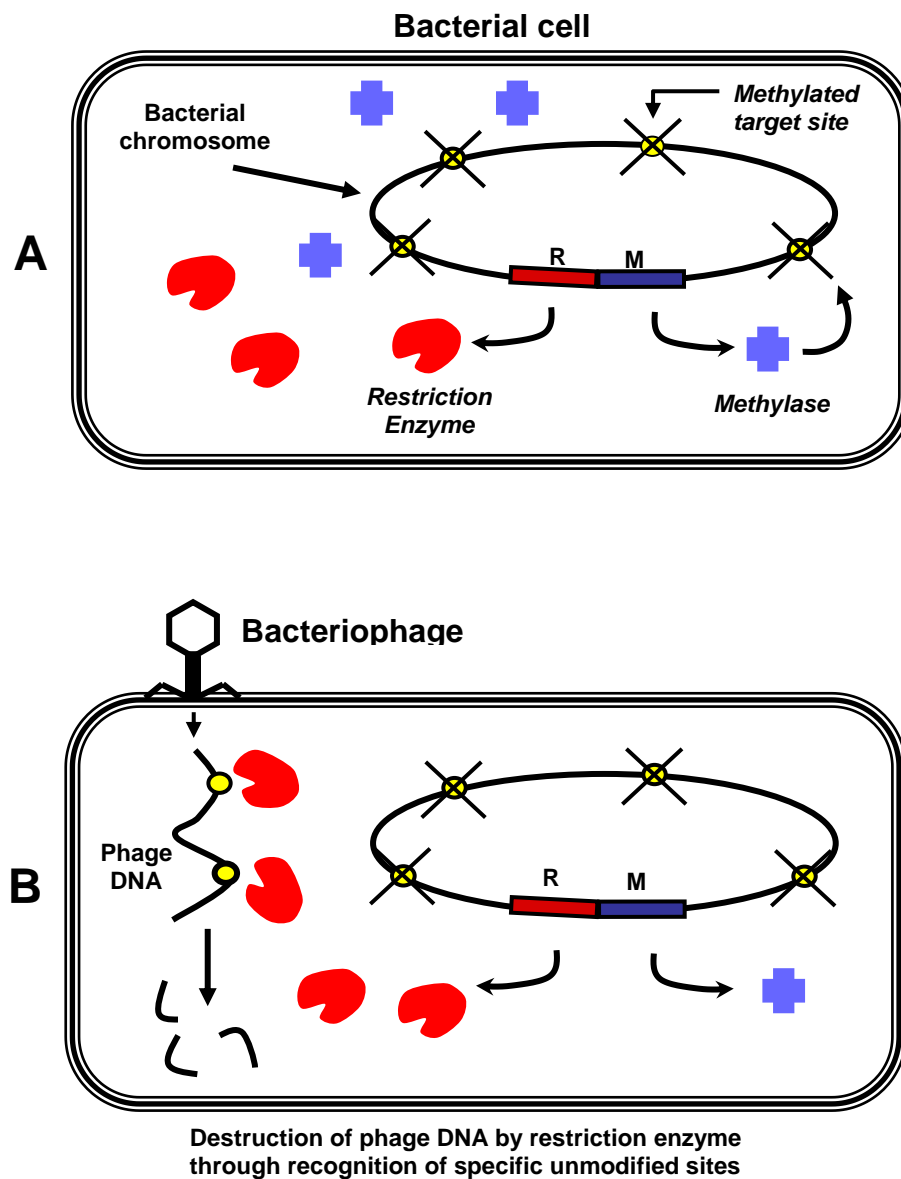 Bacterial cell
Bacterial
chromosome
Methylated
target site
A
R
M
Restriction
Enzyme
Methylase
Bacteriophage
Phage
DNA
B
R
M
Destruction of phage DNA by restriction enzyme
through recognition of specific unmodified sites